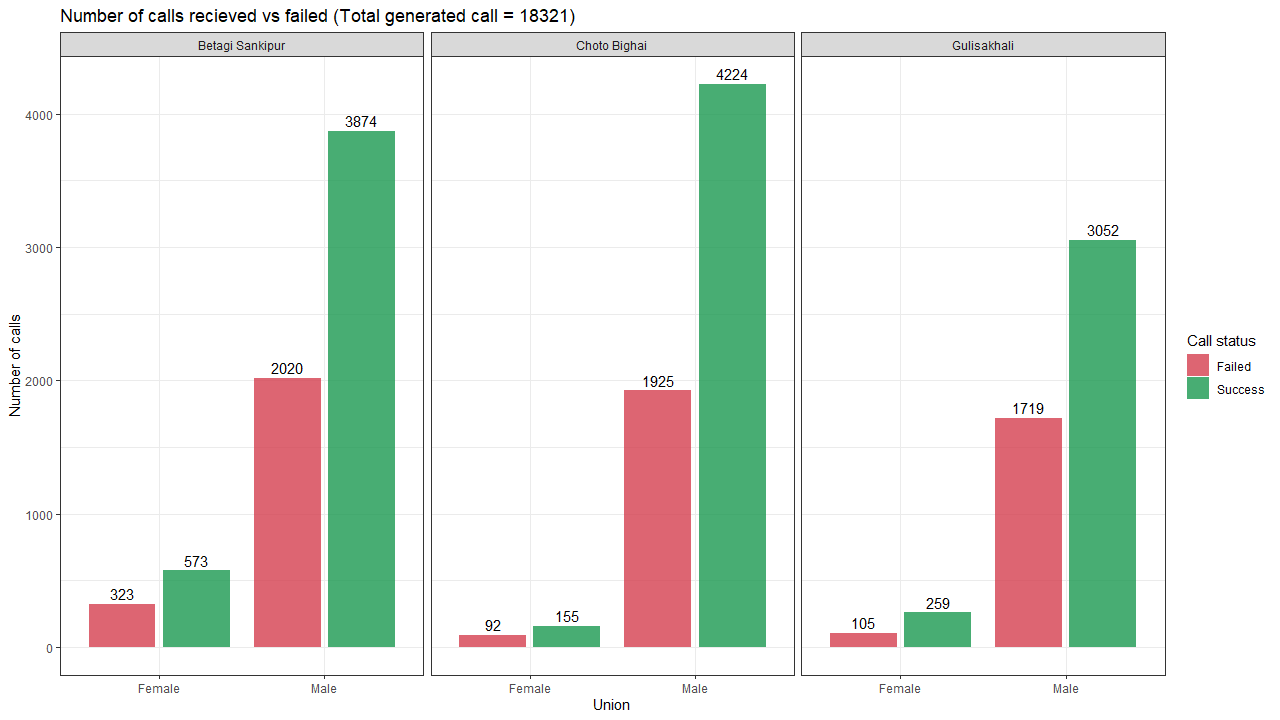 Number of calls recieved vs failed (Total generated call = 18321)
Betagi Sankipur
Choto Bighai
Gulisakhali
Number of calls
4000
3000
2000
1000
0
323
573
2020
3874
92
155
1925
4224
105
259
1719
3052
Female
Male
Female
Male
Female
Male
Union
Call status
Failed
Success